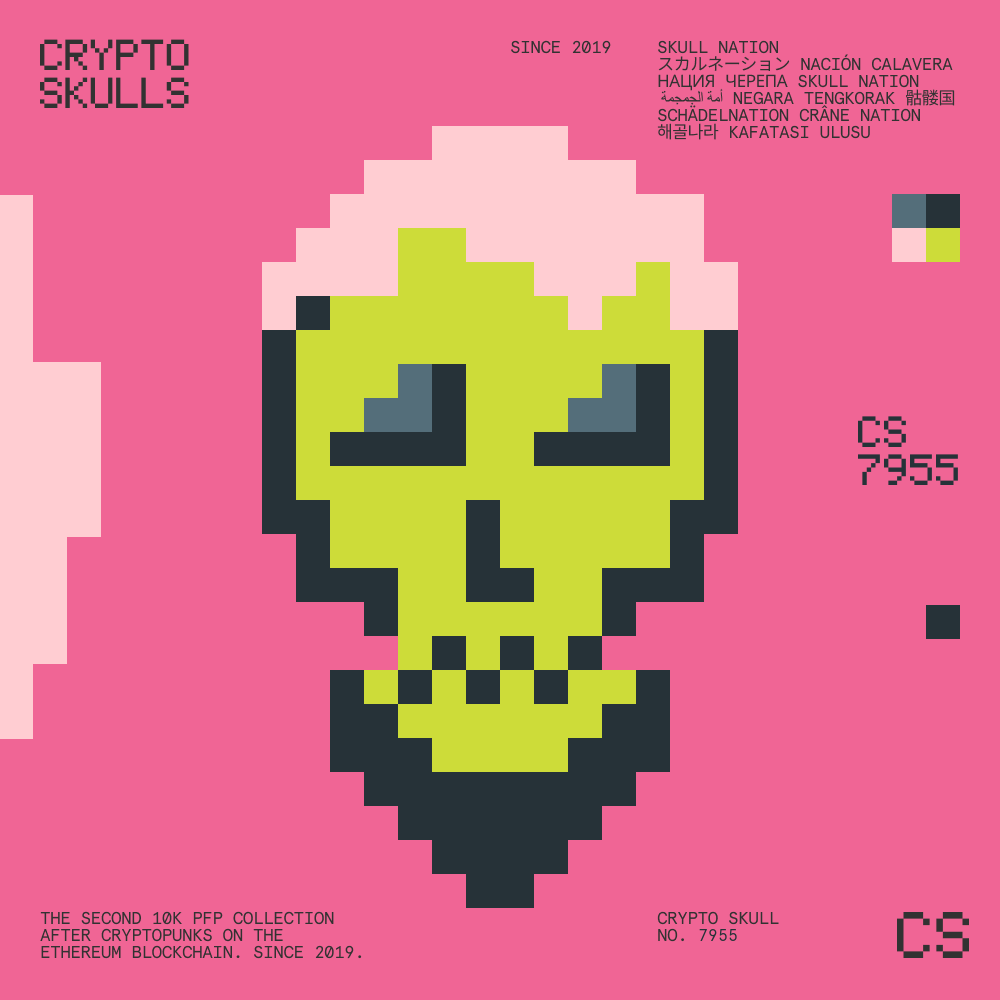 CRYPTO
SKULLS
SINCE 2019
SKULL NATION
スカルネーション NACIÓN CALAVERA
НАЦИЯ ЧЕРЕПА SKULL NATION
أمة الجمجمة NEGARA TENGKORAK 骷髅国
SCHÄDELNATION CRÂNE NATION
해골나라 KAFATASI ULUSU
CS
7955
THE SECOND 10K PFP COLLECTION
AFTER CRYPTOPUNKS ON THE
ETHEREUM BLOCKCHAIN. SINCE 2019.
CRYPTO SKULL
NO. 7955
CS